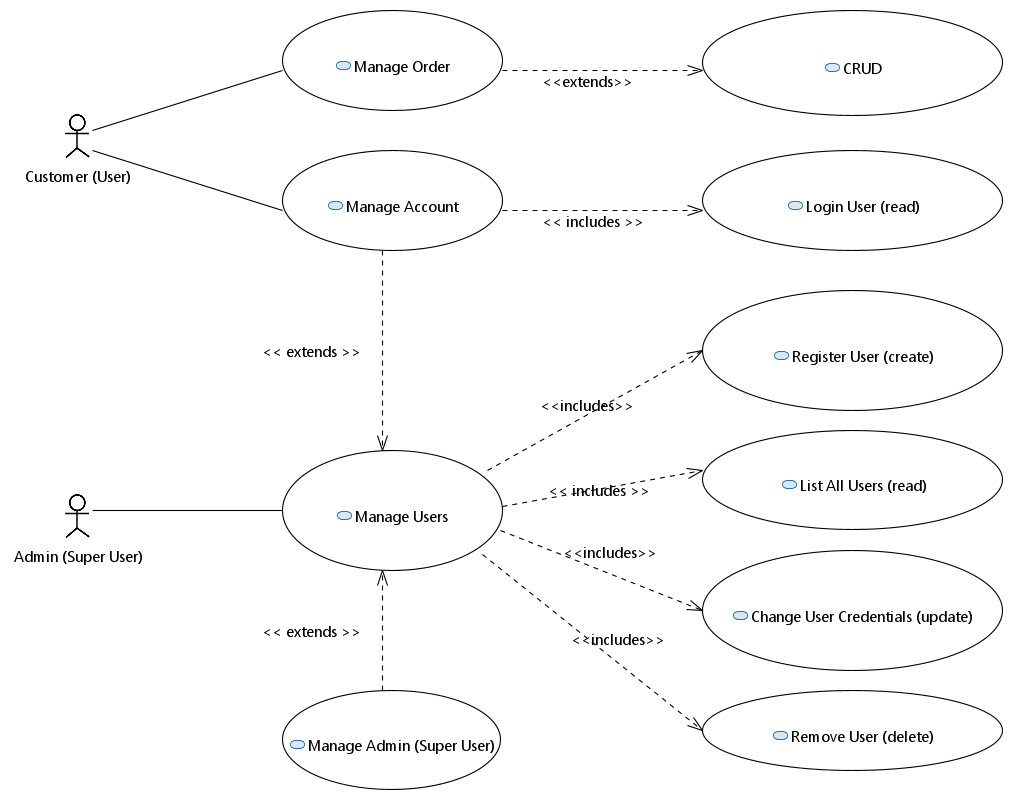 Manage Order
<<extends>>
CRUD
Customer (User)
Manage Account
<< includes >>
Login User (read)
<< extends >>
Register User (create)
<<includes>>
<< includes >>
List All Users (read)
Admin (Super User)
Manage Users
<<includes>>
Change User Credentials (update)
<< extends >>
<<includes>>
Manage Admin (Super User)
Remove User (delete)